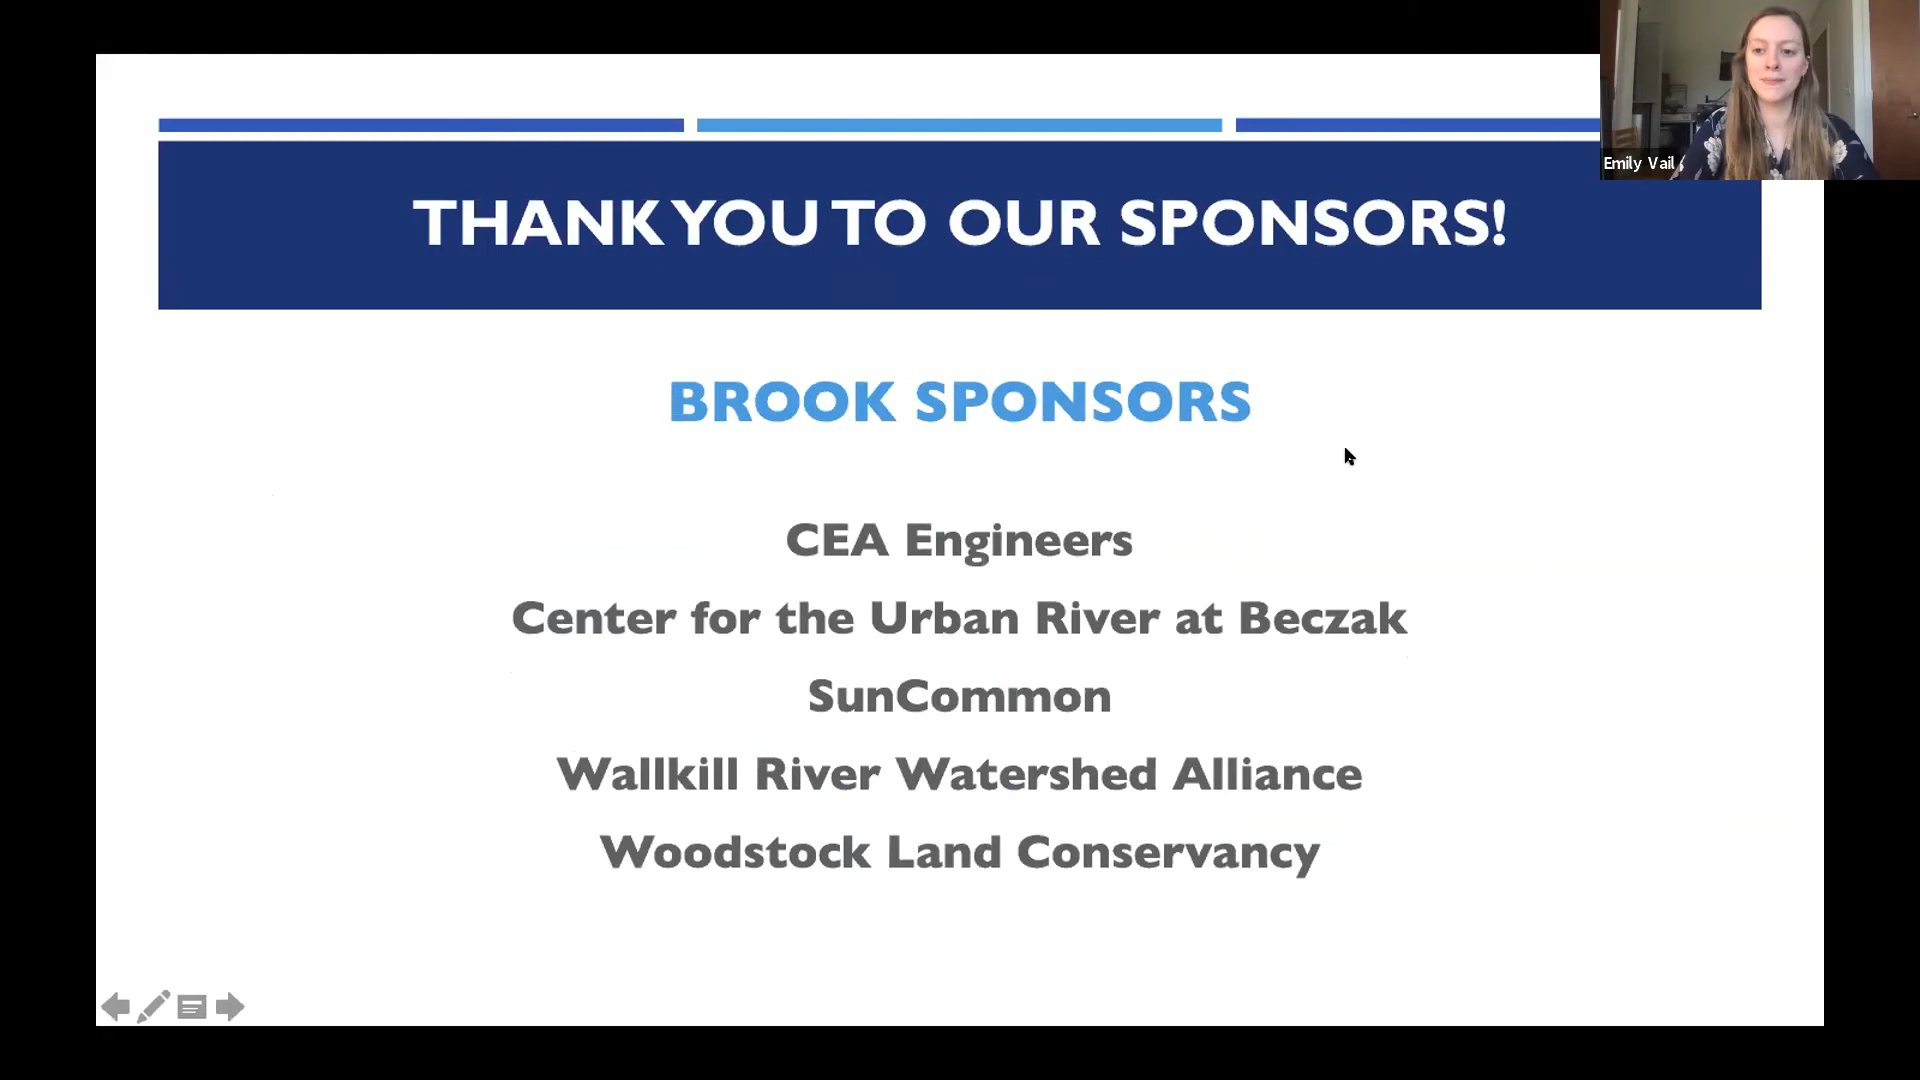 Emily Vail
THANK YOU TO OUR SPONSORS!
BROOK SPONSORS
CEA Engineers
Center for the Urban River at Beczak
SunCommon
Wallkill River Watershed Alliance
Woodstock Land Conservancy